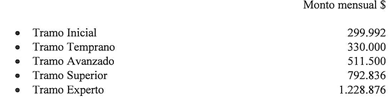 Monto mensual $
• Tramo Inicial 299.992
• Tramo Temprano 330.000
• Tramo Avanzado 511.500
• Tramo Superior 792.836
• Tramo Experto 1.228.876